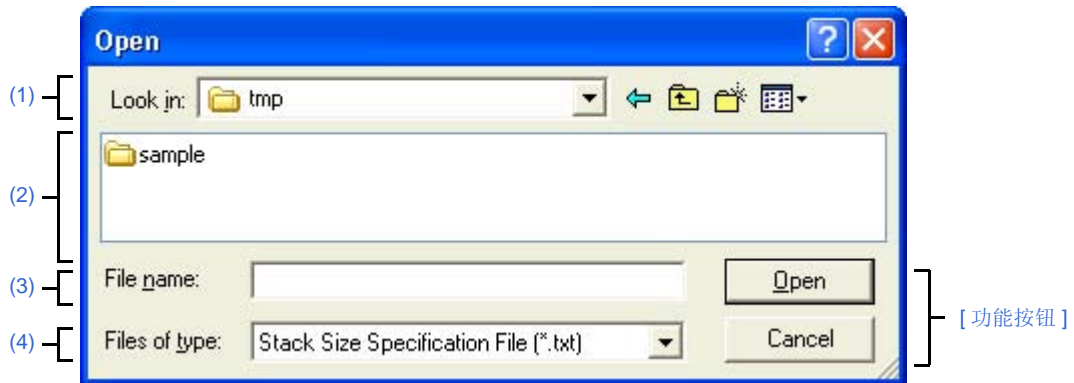 Open
(1)
Look in: tmp
(2)
sample
(3)
File name:
Open
(4)
Files of type: Stack Size Specification File (*.txt)
Cancel
[ 功能按钮 ]